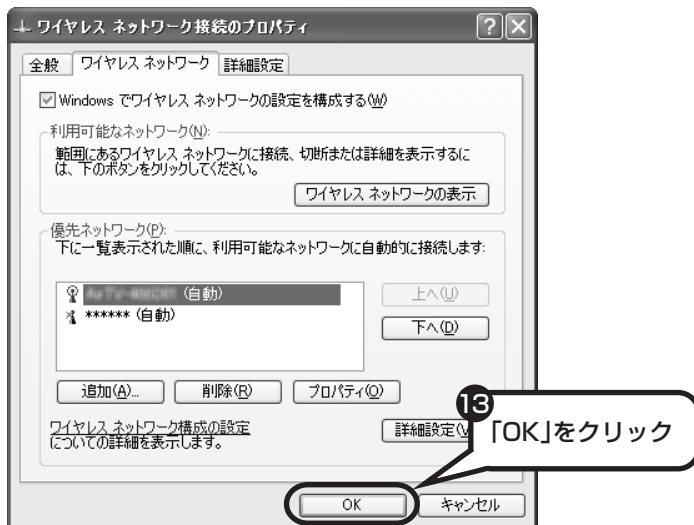 ワイヤレス ネットワーク接続のプロパティ
全般 ワイヤレス ネットワーク 詳細設定
Windows でワイヤレス ネットワークの設定を構成する(W)
利用可能なネットワーク(N):
範囲にあるワイヤレス ネットワークに接続、切断または詳細を表示するに
は、下のボタンをクリックしてください。
ワイヤレス ネットワークの表示
優先ネットワーク(P):
下に一覧表示された順に、利用可能なネットワークに自動的に接続します:
(自動)
****** (自動)
上へ(U)
下へ(D)
追加(A)... 削除(R) プロパティ(O)
ワイヤレス ネットワーク構成の設定
についての詳細を表示します。
詳細設定(V
13
「OK」をクリック
OK キャンセル